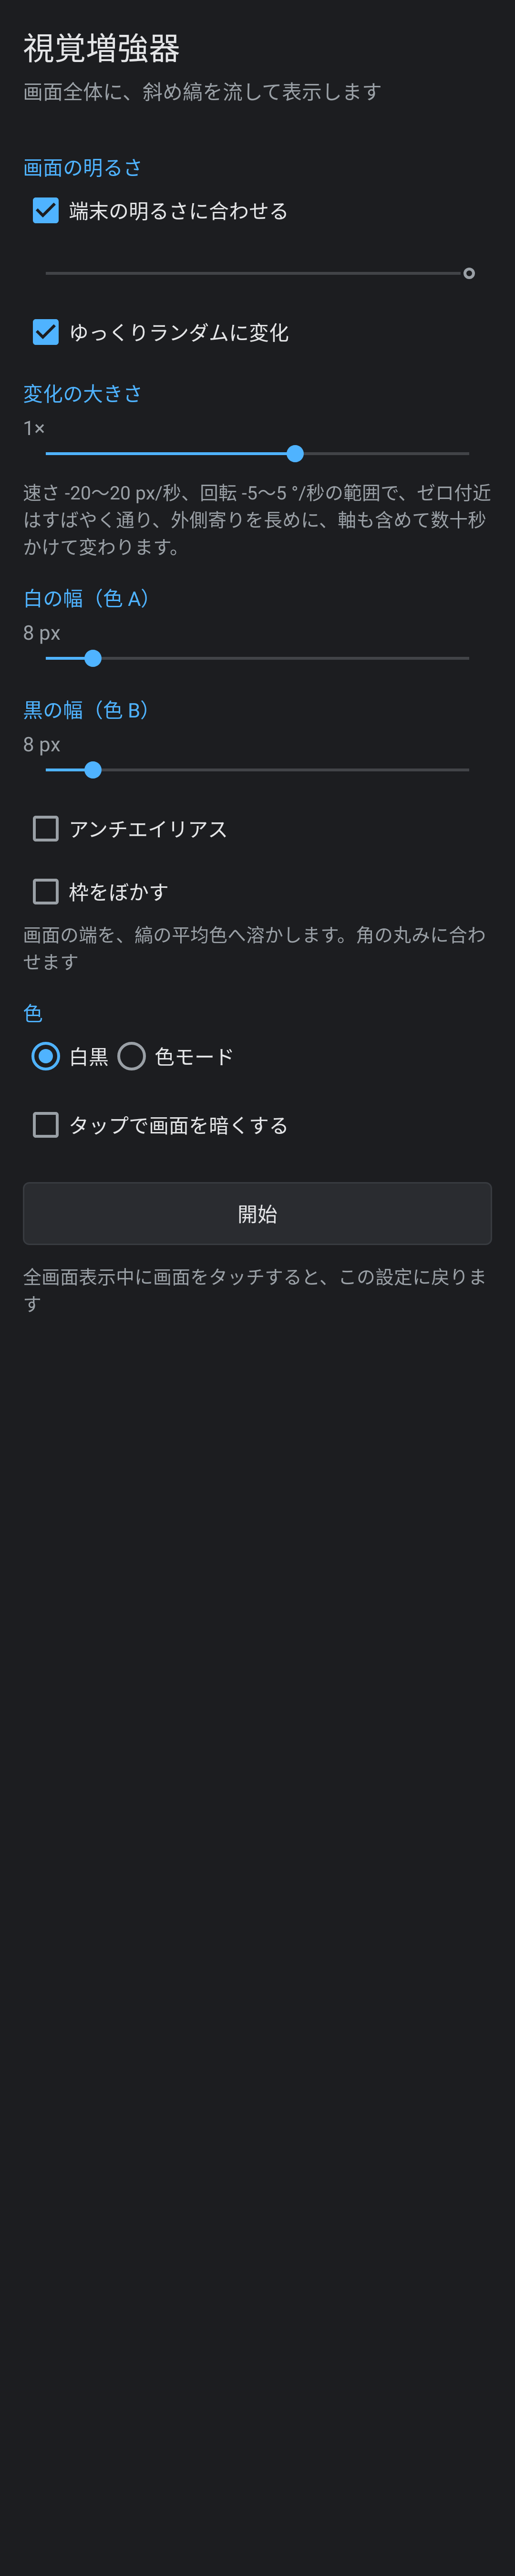 視覚増強器
画面全体に、斜め縞を流して表示します
画面の明るさ
端末の明るさに合わせる
ゆっくりランダムに変化
変化の大きさ
1×
速さ -20〜20 px/秒、回転 -5〜5 °/秒の範囲で、ゼロ付近
はすばやく通り、外側寄りを長めに、軸も含めて数十秒
かけて変わります。
白の幅（色 A）
8 px
黒の幅（色 B）
8 px
アンチエイリアス
枠をぼかす
画面の端を、縞の平均色へ溶かします。角の丸みに合わ
せます
色
白黒 色モード
タップで画面を暗くする
開始
全画面表示中に画面をタッチすると、この設定に戻りま
す